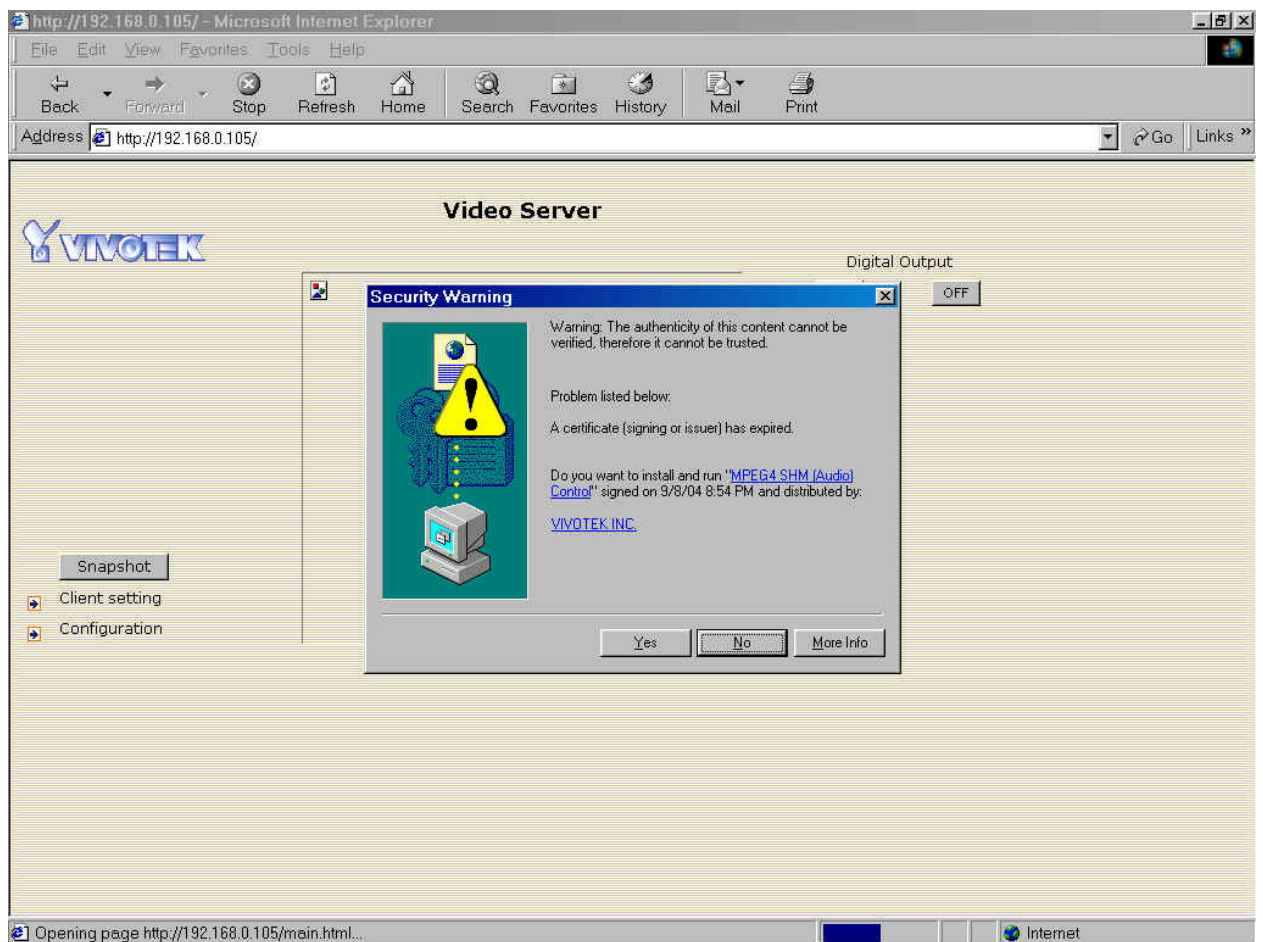 http://192.168.0.105/ - Microsoft Internet Explorer
File Edit View Favorites Tools Help
Back Forward Stop Refresh Home Search Favorites History Mail Print
Address http://192.168.0.105/ Go Links »
Video Server
VIVOTEK
Digital Output
OFF
Security Warning
Warning: The authenticity of this content cannot be
verified, therefore it cannot be trusted.
Problem listed below:
A certificate (signing or issuer) has expired.
Do you want to install and run "MPEG4 SHM (Audio)
Control" signed on 9/8/04 8:54 PM and distributed by:
VIVOTEK INC.
Yes No More Info
Snapshot
Client setting
Configuration
Opening page http://192.168.0.105/main.html... Internet